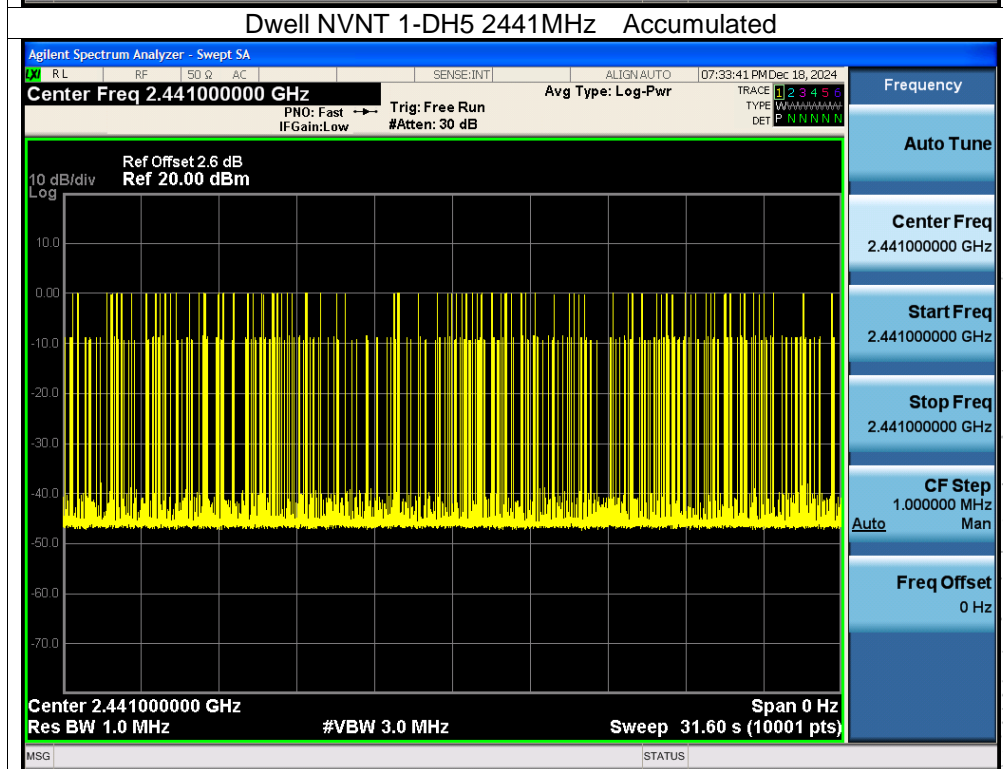 Dwell NVNT 1-DH5 2441MHz Accumulated
Agilent Spectrum Analyzer - Swept SA
LXI RL RF 50 Ω AC SENSE:INT ALIGN AUTO 07:33:41 PM Dec 18, 2024
Center Freq 2.441000000 GHz
PNO: Fast
IFGain:Low
Trig: Free Run
#Atten: 30 dB
Avg Type: Log-Pwr
TRACE 1 2 3 4 5 6
TYPE
DET P N N N N N
Ref Offset 2.6 dB
10 dB/div Ref 20.00 dBm
Log
10.0
0.00
-10.0
-20.0
-30.0
-40.0
-50.0
-60.0
-70.0
Center 2.441000000 GHz Span 0 Hz
Res BW 1.0 MHz #VBW 3.0 MHz Sweep 31.60 s (10001 pts)
MSG STATUS
Frequency
Auto Tune
Center Freq
2.441000000 GHz
Start Freq
2.441000000 GHz
Stop Freq
2.441000000 GHz
CF Step
1.000000 MHz
Auto Man
Freq Offset
0 Hz